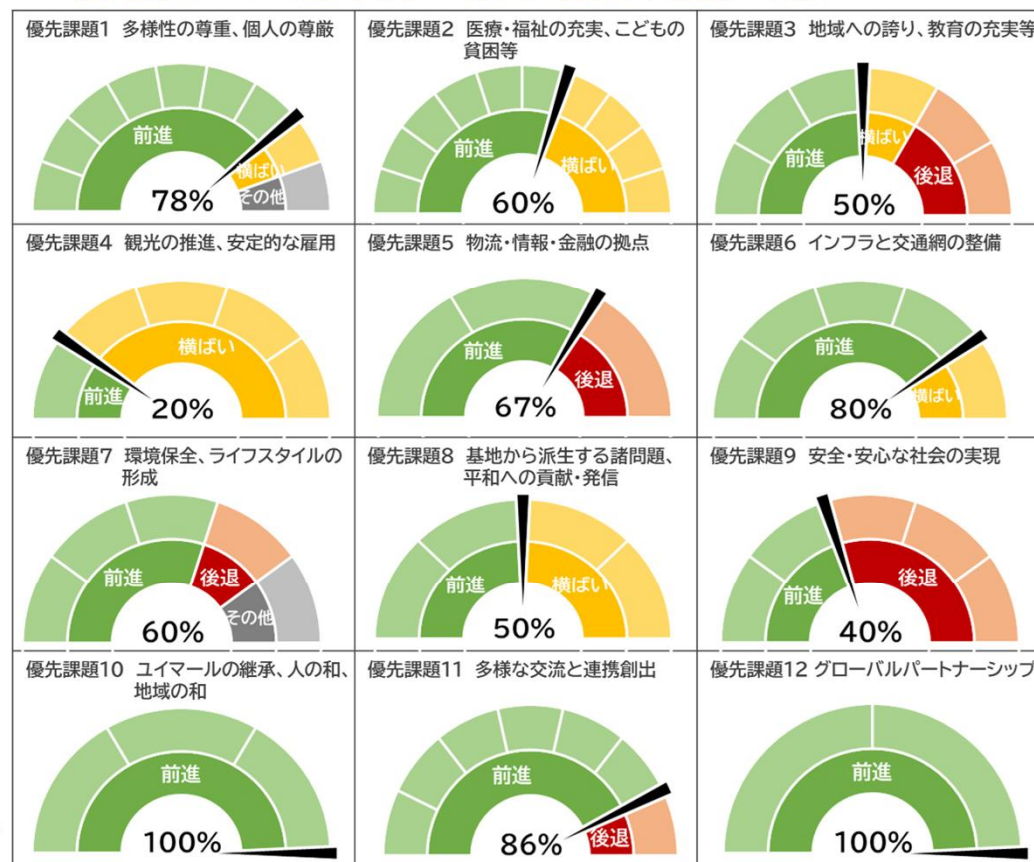 優先課題1 多様性の尊重、個人の尊厳
前進
横ばい
その他
78%
優先課題2 医療・福祉の充実、こどもの
貧困等
前進
横ばい
60%
優先課題3 地域への誇り、教育の充実等
前進
横ばい
後退
50%
優先課題4 観光の推進、安定的な雇用
横ばい
前進
20%
優先課題5 物流・情報・金融の拠点
前進
後退
67%
優先課題6 インフラと交通網の整備
前進
横ばい
80%
優先課題7 環境保全、ライフスタイルの
形成
前進
後退
その他
60%
優先課題8 基地から派生する諸問題、
平和への貢献・発信
前進
横ばい
50%
優先課題9 安全・安心な社会の実現
前進
後退
40%
優先課題10 ユイマールの継承、人の和、
地域の和
前進
100%
優先課題11 多様な交流と連携創出
前進
後退
86%
優先課題12 グローバルパートナーシップ
前進
100%